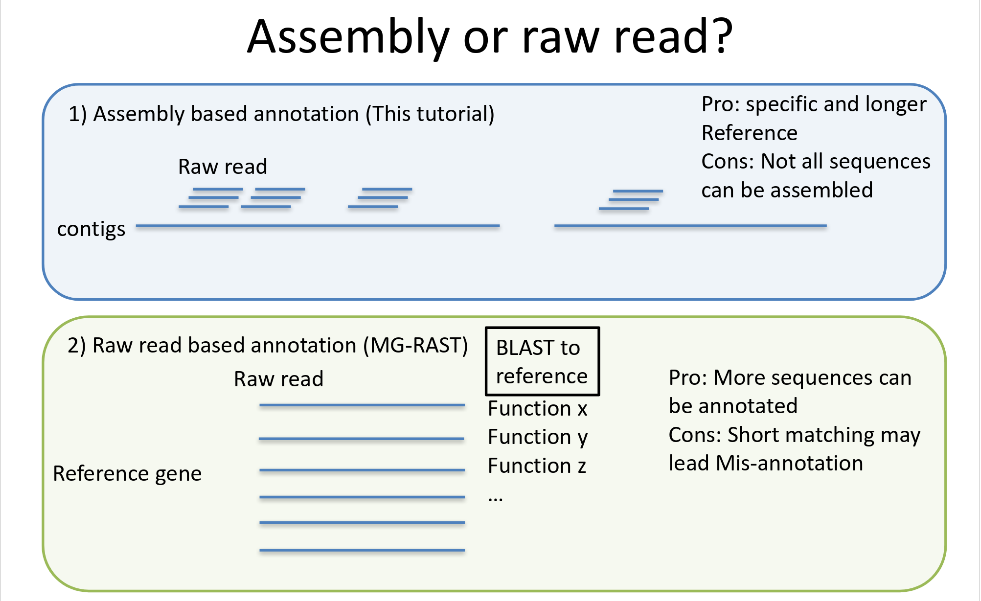 Assembly or raw read?
1) Assembly based annotation (This tutorial)
Pro: specific and longer
Reference
Cons: Not all sequences
can be assembled
Raw read
contigs
2) Raw read based annotation (MG-RAST)
Raw read
BLAST to
reference
Function x
Function y
Function z
...
Reference gene
Pro: More sequences can
be annotated
Cons: Short matching may
lead Mis-annotation